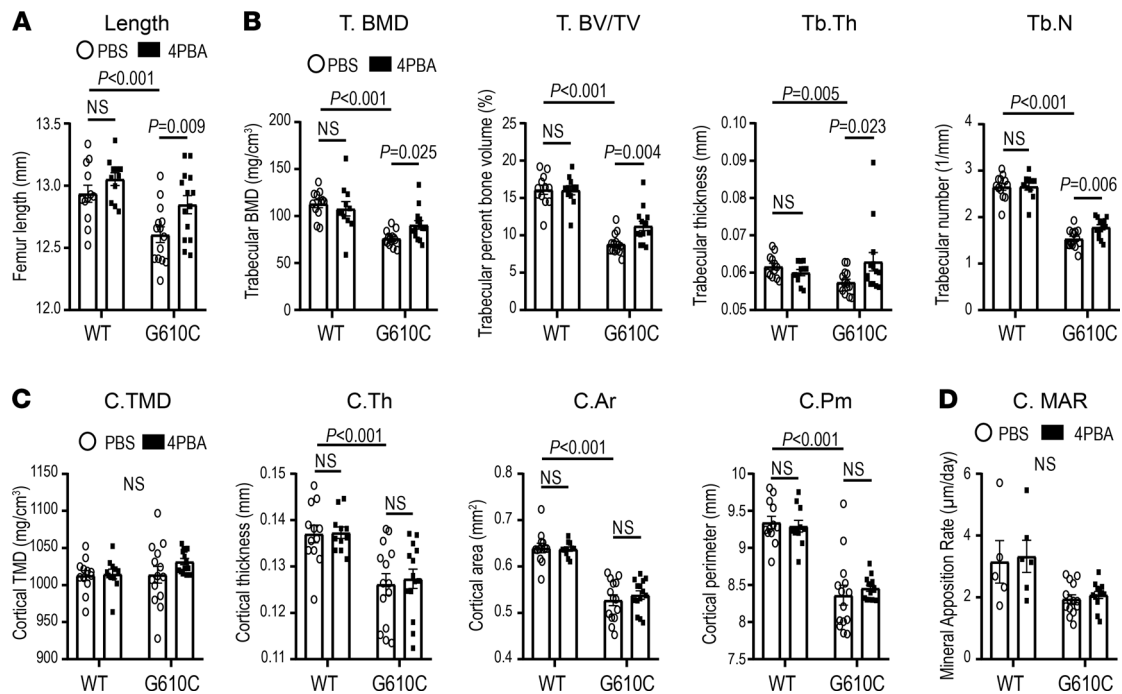 A Length
PBS 4PBA
P<0.001
NS
P=0.009
Femur length (mm)
13.5
13.0
12.5
12.0
WT G610C
B T. BMD
PBS 4PBA
P<0.001
NS
P=0.025
Trabecular BMD (mg/cm³)
200
150
100
50
0
WT G610C
T. BV/TV
P<0.001
NS
P=0.004
Trabecular percent bone volume (%)
25
20
15
10
5
0
WT G610C
Tb.Th
P=0.005
P=0.023
NS
Trabecular thickness (mm)
0.10
0.09
0.08
0.07
0.06
0.05
WT G610C
Tb.N
P<0.001
NS
P=0.006
Trabecular number (1/mm)
4
3
2
1
0
WT G610C
C C.TMD
PBS 4PBA
NS
Cortical TMD (mg/cm³)
1150
1100
1050
1000
950
900
WT G610C
C.Th
P<0.001
NS
NS
Cortical thickness (mm)
0.15
0.14
0.13
0.12
0.11
WT G610C
C.Ar
P<0.001
NS
NS
Cortical area (mm²)
0.8
0.7
0.6
0.5
0.4
WT G610C
C.Pm
P<0.001
NS
NS
Cortical perimeter (mm)
10
9.5
9
8.5
8
7.5
WT G610C
D C. MAR
PBS 4PBA
NS
Mineral Apposition Rate (µm/day)
8
6
4
2
0
WT G610C